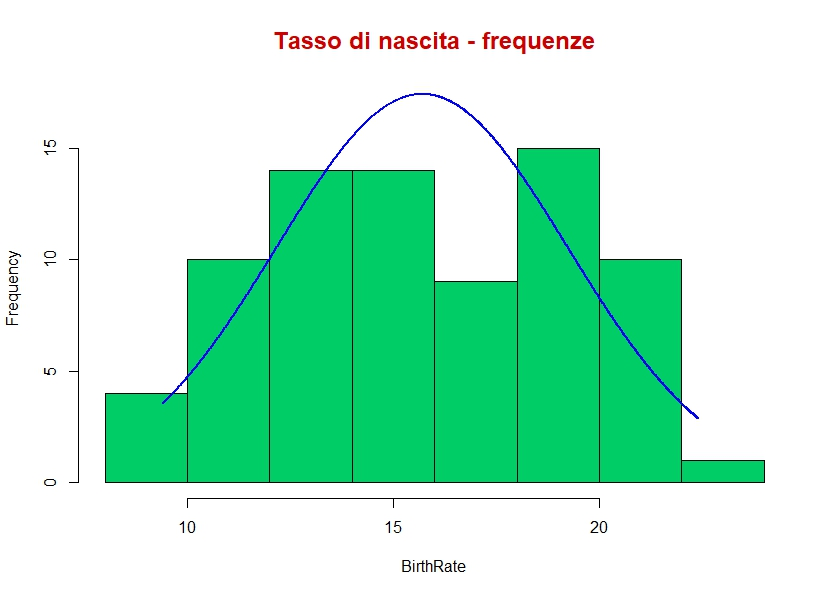 Tasso di nascita - frequenze
15
10
5
0
Frequency
10 15 20
BirthRate